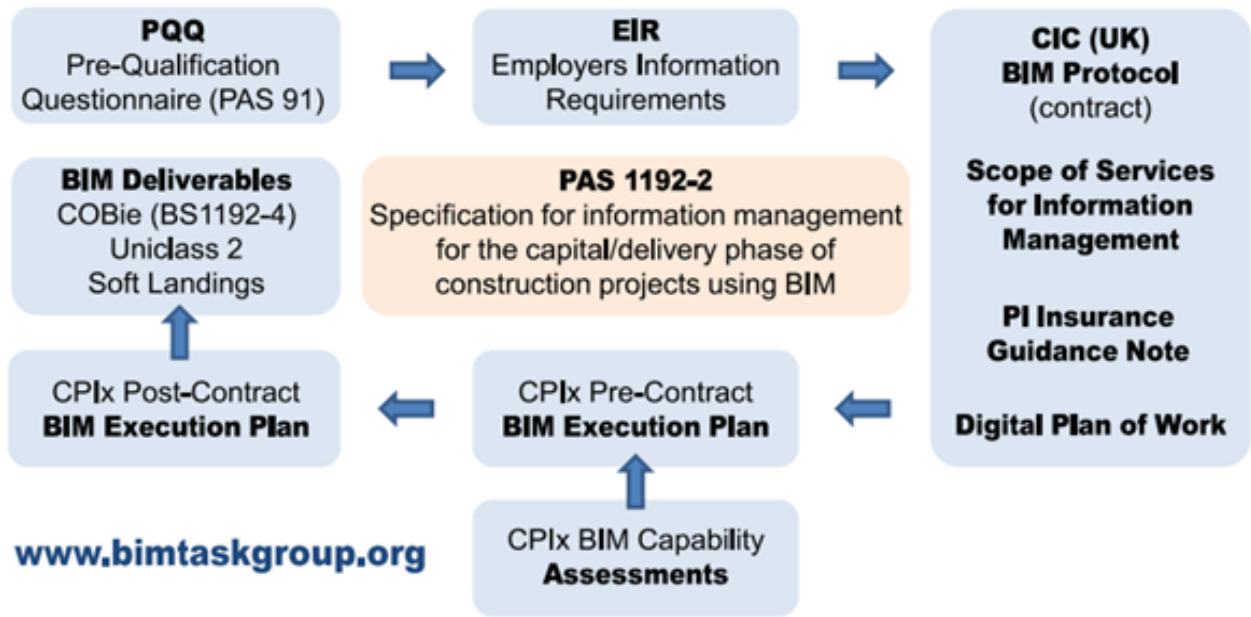 PQQ
Pre-Qualification
Questionnaire (PAS 91)
EIR
Employers Information
Requirements
CIC (UK)
BIM Protocol
(contract)
Scope of Services
for Information
Management
PI Insurance
Guidance Note
Digital Plan of Work
BIM Deliverables
COBie (BS1192-4)
Uniclass 2
Soft Landings
PAS 1192-2
Specification for information management
for the capital/delivery phase of
construction projects using BIM
CPIx Post-Contract
BIM Execution Plan
CPIx Pre-Contract
BIM Execution Plan
CPIx BIM Capability
Assessments
www.bimtaskgroup.org